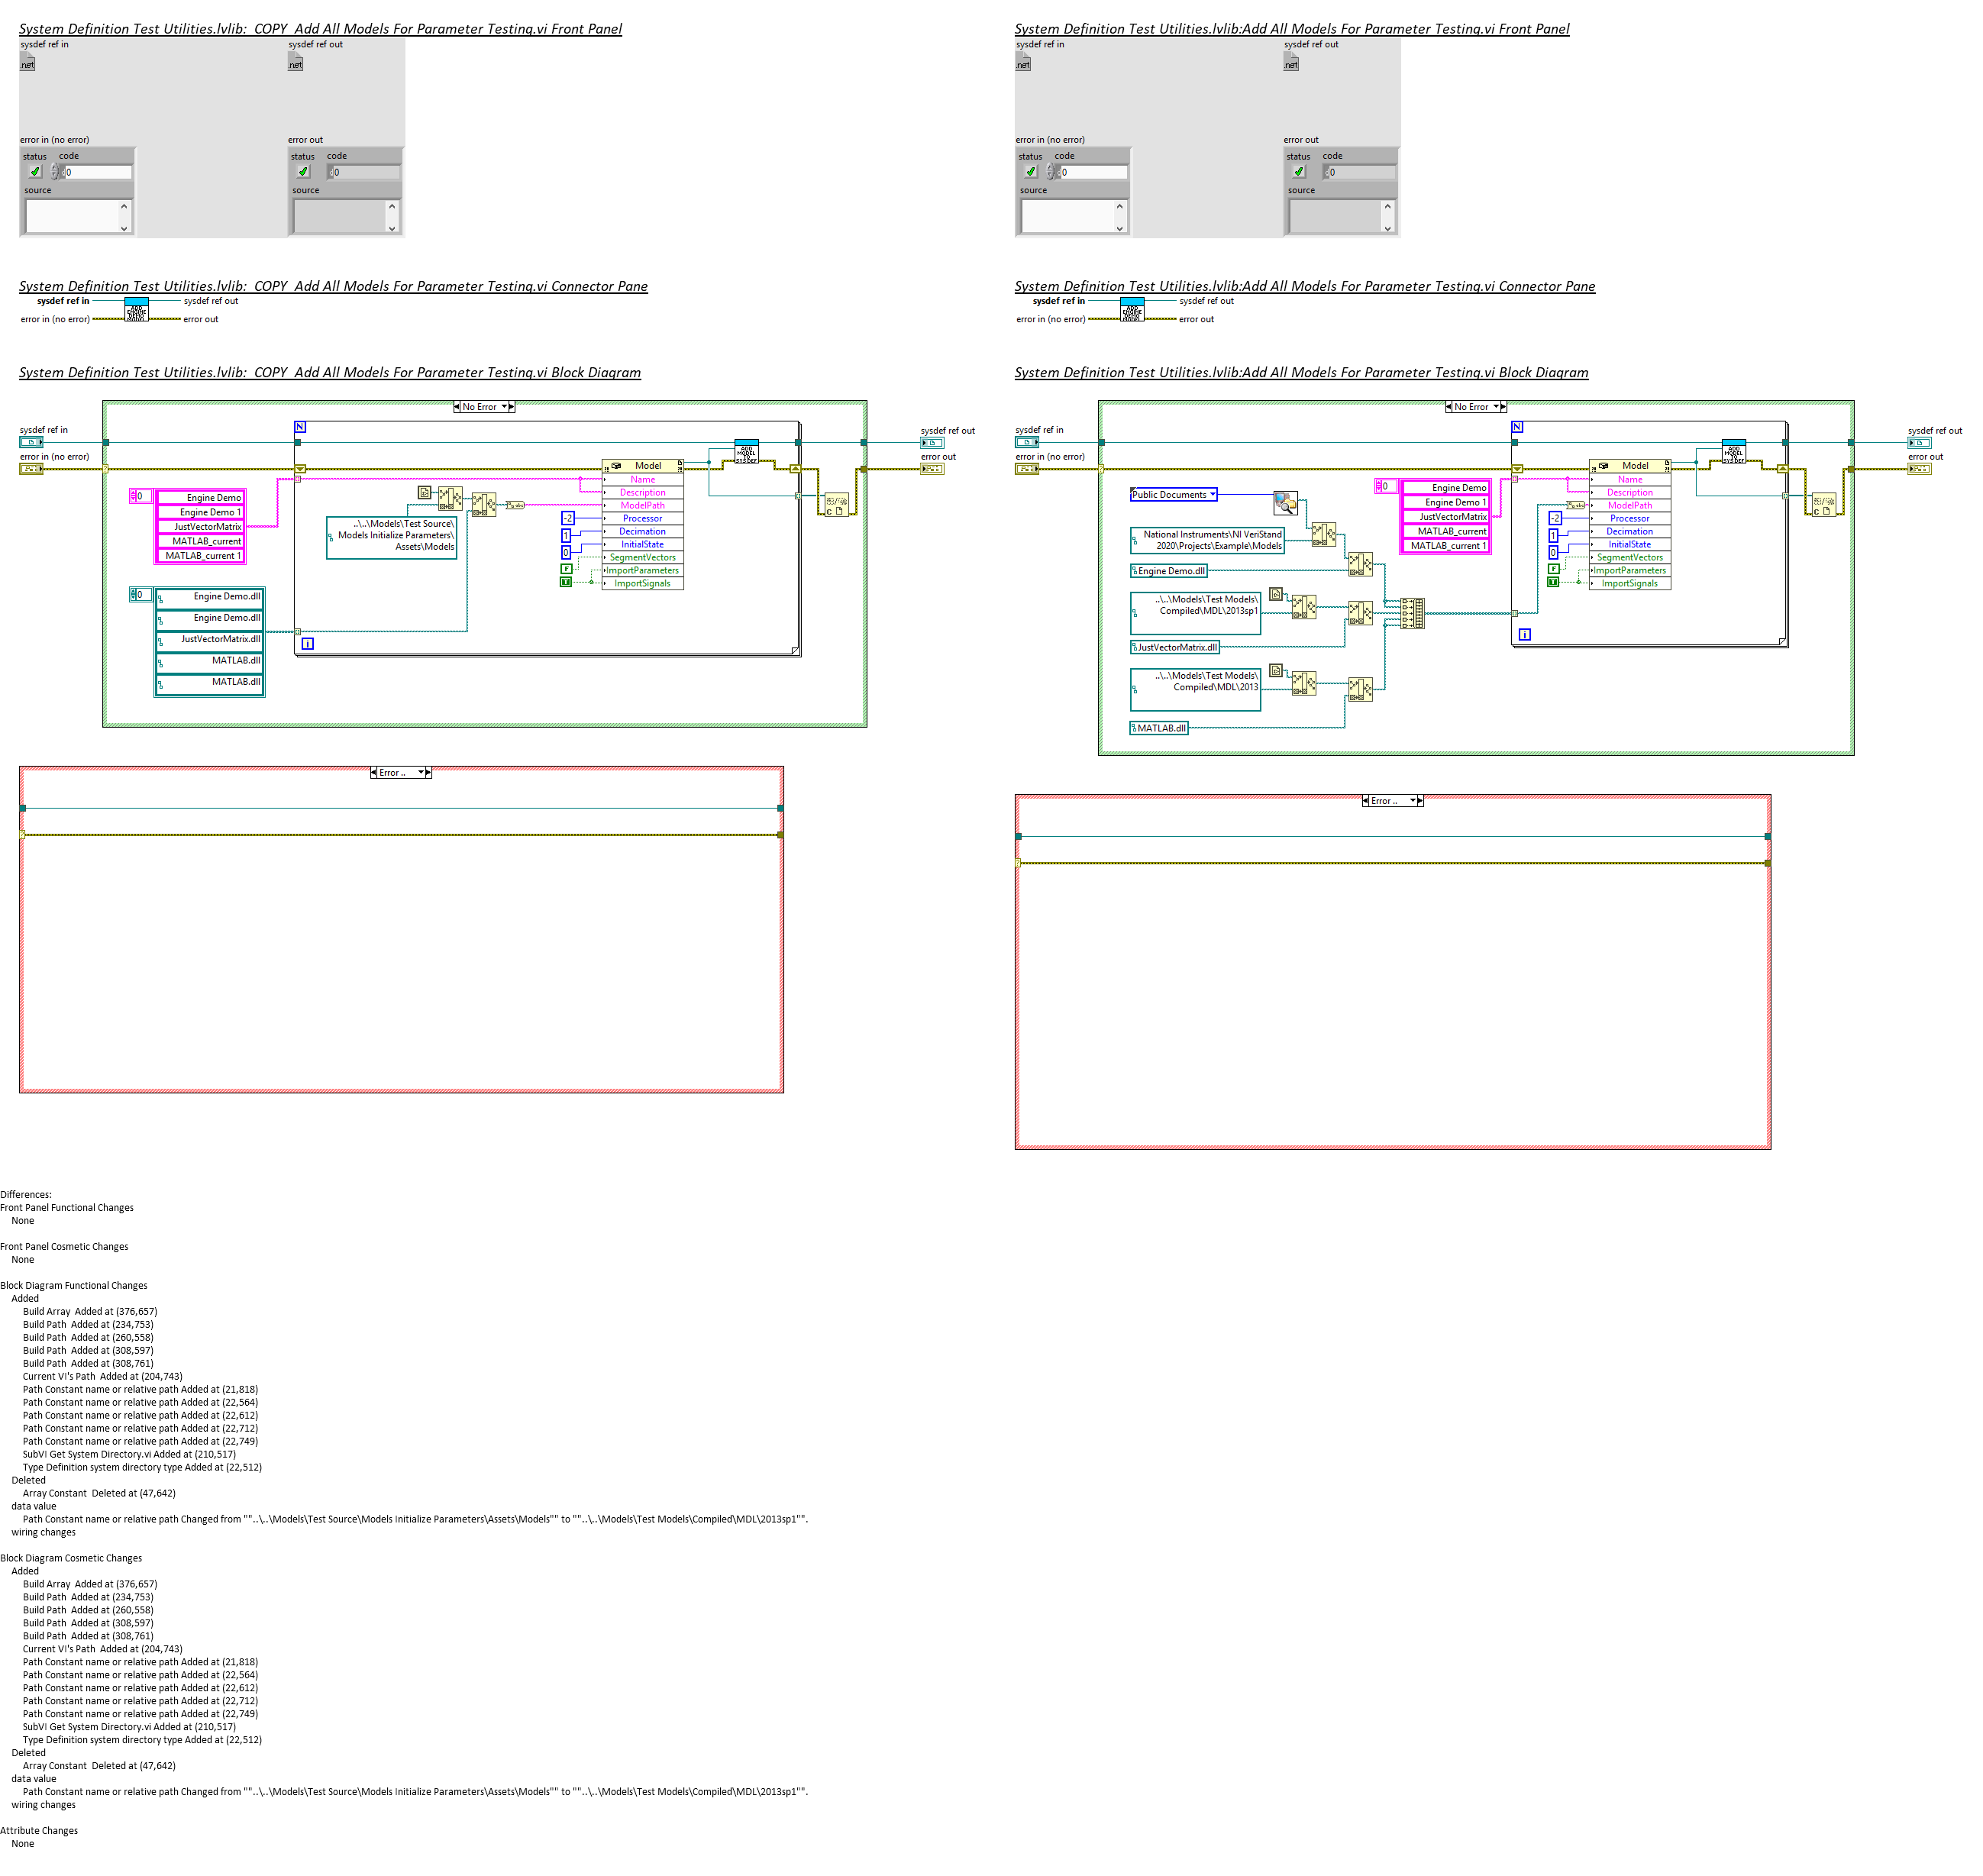 System Definition Test Utilities.lvlib:  COPY  Add All Models For Parameter Testing.vi Front Panel
sysdef ref in
sysdef ref out
.net
.net
error in (no error)
error out
status
code
status
code
0
0
source
source
System Definition Test Utilities.lvlib:  COPY  Add All Models For Parameter Testing.vi Connector Pane
sysdef ref in
sysdef ref out
error in (no error)
error out
ADD
ENGINE
DEMO
System Definition Test Utilities.lvlib:  COPY  Add All Models For Parameter Testing.vi Block Diagram
No Error
sysdef ref in
error in (no error)
sysdef ref out
error out
N
ADD
MODEL
TO
SYSDEF
Model
Name
Description
ModelPath
Processor
Decimation
InitialState
SegmentVectors
ImportParameters
ImportSignals
0
Engine Demo
Engine Demo 1
JustVectorMatrix
MATLAB_current
MATLAB_current 1
..\..\Models\Test Source\
Models Initialize Parameters\
Assets\Models
-2
1
0
F
T
0
Engine Demo.dll
Engine Demo.dll
JustVectorMatrix.dll
MATLAB.dll
MATLAB.dll
i
Error ..
System Definition Test Utilities.lvlib:Add All Models For Parameter Testing.vi Front Panel
sysdef ref in
sysdef ref out
.net
.net
error in (no error)
error out
status
code
status
code
0
0
source
source
System Definition Test Utilities.lvlib:Add All Models For Parameter Testing.vi Connector Pane
sysdef ref in
sysdef ref out
error in (no error)
error out
ADD
ENGINE
DEMO
System Definition Test Utilities.lvlib:Add All Models For Parameter Testing.vi Block Diagram
No Error
sysdef ref in
error in (no error)
sysdef ref out
error out
N
ADD
MODEL
TO
SYSDEF
Model
Name
Description
ModelPath
Processor
Decimation
InitialState
SegmentVectors
ImportParameters
ImportSignals
0
Engine Demo
Engine Demo 1
JustVectorMatrix
MATLAB_current
MATLAB_current 1
-2
1
0
F
T
Public Documents
National Instruments\NI VeriStand
2020\Projects\Example\Models
Engine Demo.dll
..\..\Models\Test Models\
Compiled\MDL\2013sp1
JustVectorMatrix.dll
..\..\Models\Test Models\
Compiled\MDL\2013
MATLAB.dll
i
Error ..
Differences:
Front Panel Functional Changes
None
Front Panel Cosmetic Changes
None
Block Diagram Functional Changes
Added
Build Array  Added at (376,657)
Build Path  Added at (234,753)
Build Path  Added at (260,558)
Build Path  Added at (308,597)
Build Path  Added at (308,761)
Current VI's Path  Added at (204,743)
Path Constant name or relative path Added at (21,818)
Path Constant name or relative path Added at (22,564)
Path Constant name or relative path Added at (22,612)
Path Constant name or relative path Added at (22,712)
Path Constant name or relative path Added at (22,749)
SubVI Get System Directory.vi Added at (210,517)
Type Definition system directory type Added at (22,512)
Deleted
Array Constant  Deleted at (47,642)
data value
Path Constant name or relative path Changed from ""..\..\Models\Test Source\Models Initialize Parameters\Assets\Models"" to ""..\..\Models\Test Models\Compiled\MDL\2013sp1"".
wiring changes
Block Diagram Cosmetic Changes
Added
Build Array  Added at (376,657)
Build Path  Added at (234,753)
Build Path  Added at (260,558)
Build Path  Added at (308,623)
Build Path  Added at (308,761)
Current VI's Path  Added at (204,743)
Path Constant name or relative path Added at (21,818)
Path Constant name or relative path Added at (22,564)
Path Constant name or relative path Added at (22,612)
Path Constant name or relative path Added at (22,712)
Path Constant name or relative path Added at (22,749)
SubVI Get System Directory.vi Added at (210,517)
Type Definition system directory type Added at (22,512)
Deleted
Array Constant  Deleted at (47,642)
data value
Path Constant name or relative path Changed from ""..\..\Models\Test Source\Models Initialize Parameters\Assets\Models"" to ""..\..\Models\Test Models\Compiled\MDL\2013sp1"".
wiring changes
Attribute Changes
None